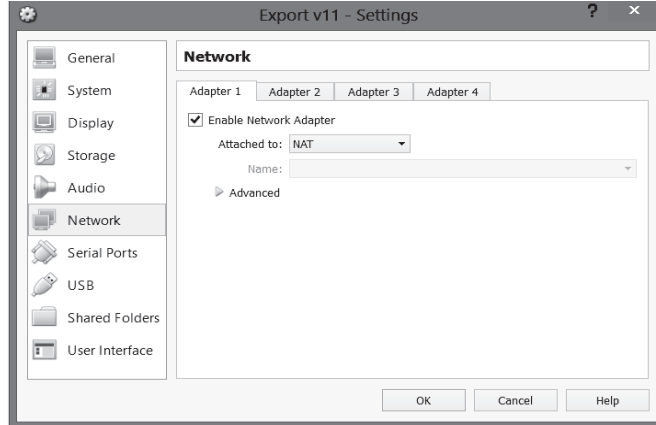 Export v11 - Settings
?
×
General
System
Display
Storage
Audio
Network
Serial Ports
USB
Shared Folders
User Interface
Network
Adapter 1
Adapter 2
Adapter 3
Adapter 4
Enable Network Adapter
Attached to: NAT
Name:
Advanced
OK
Cancel
Help